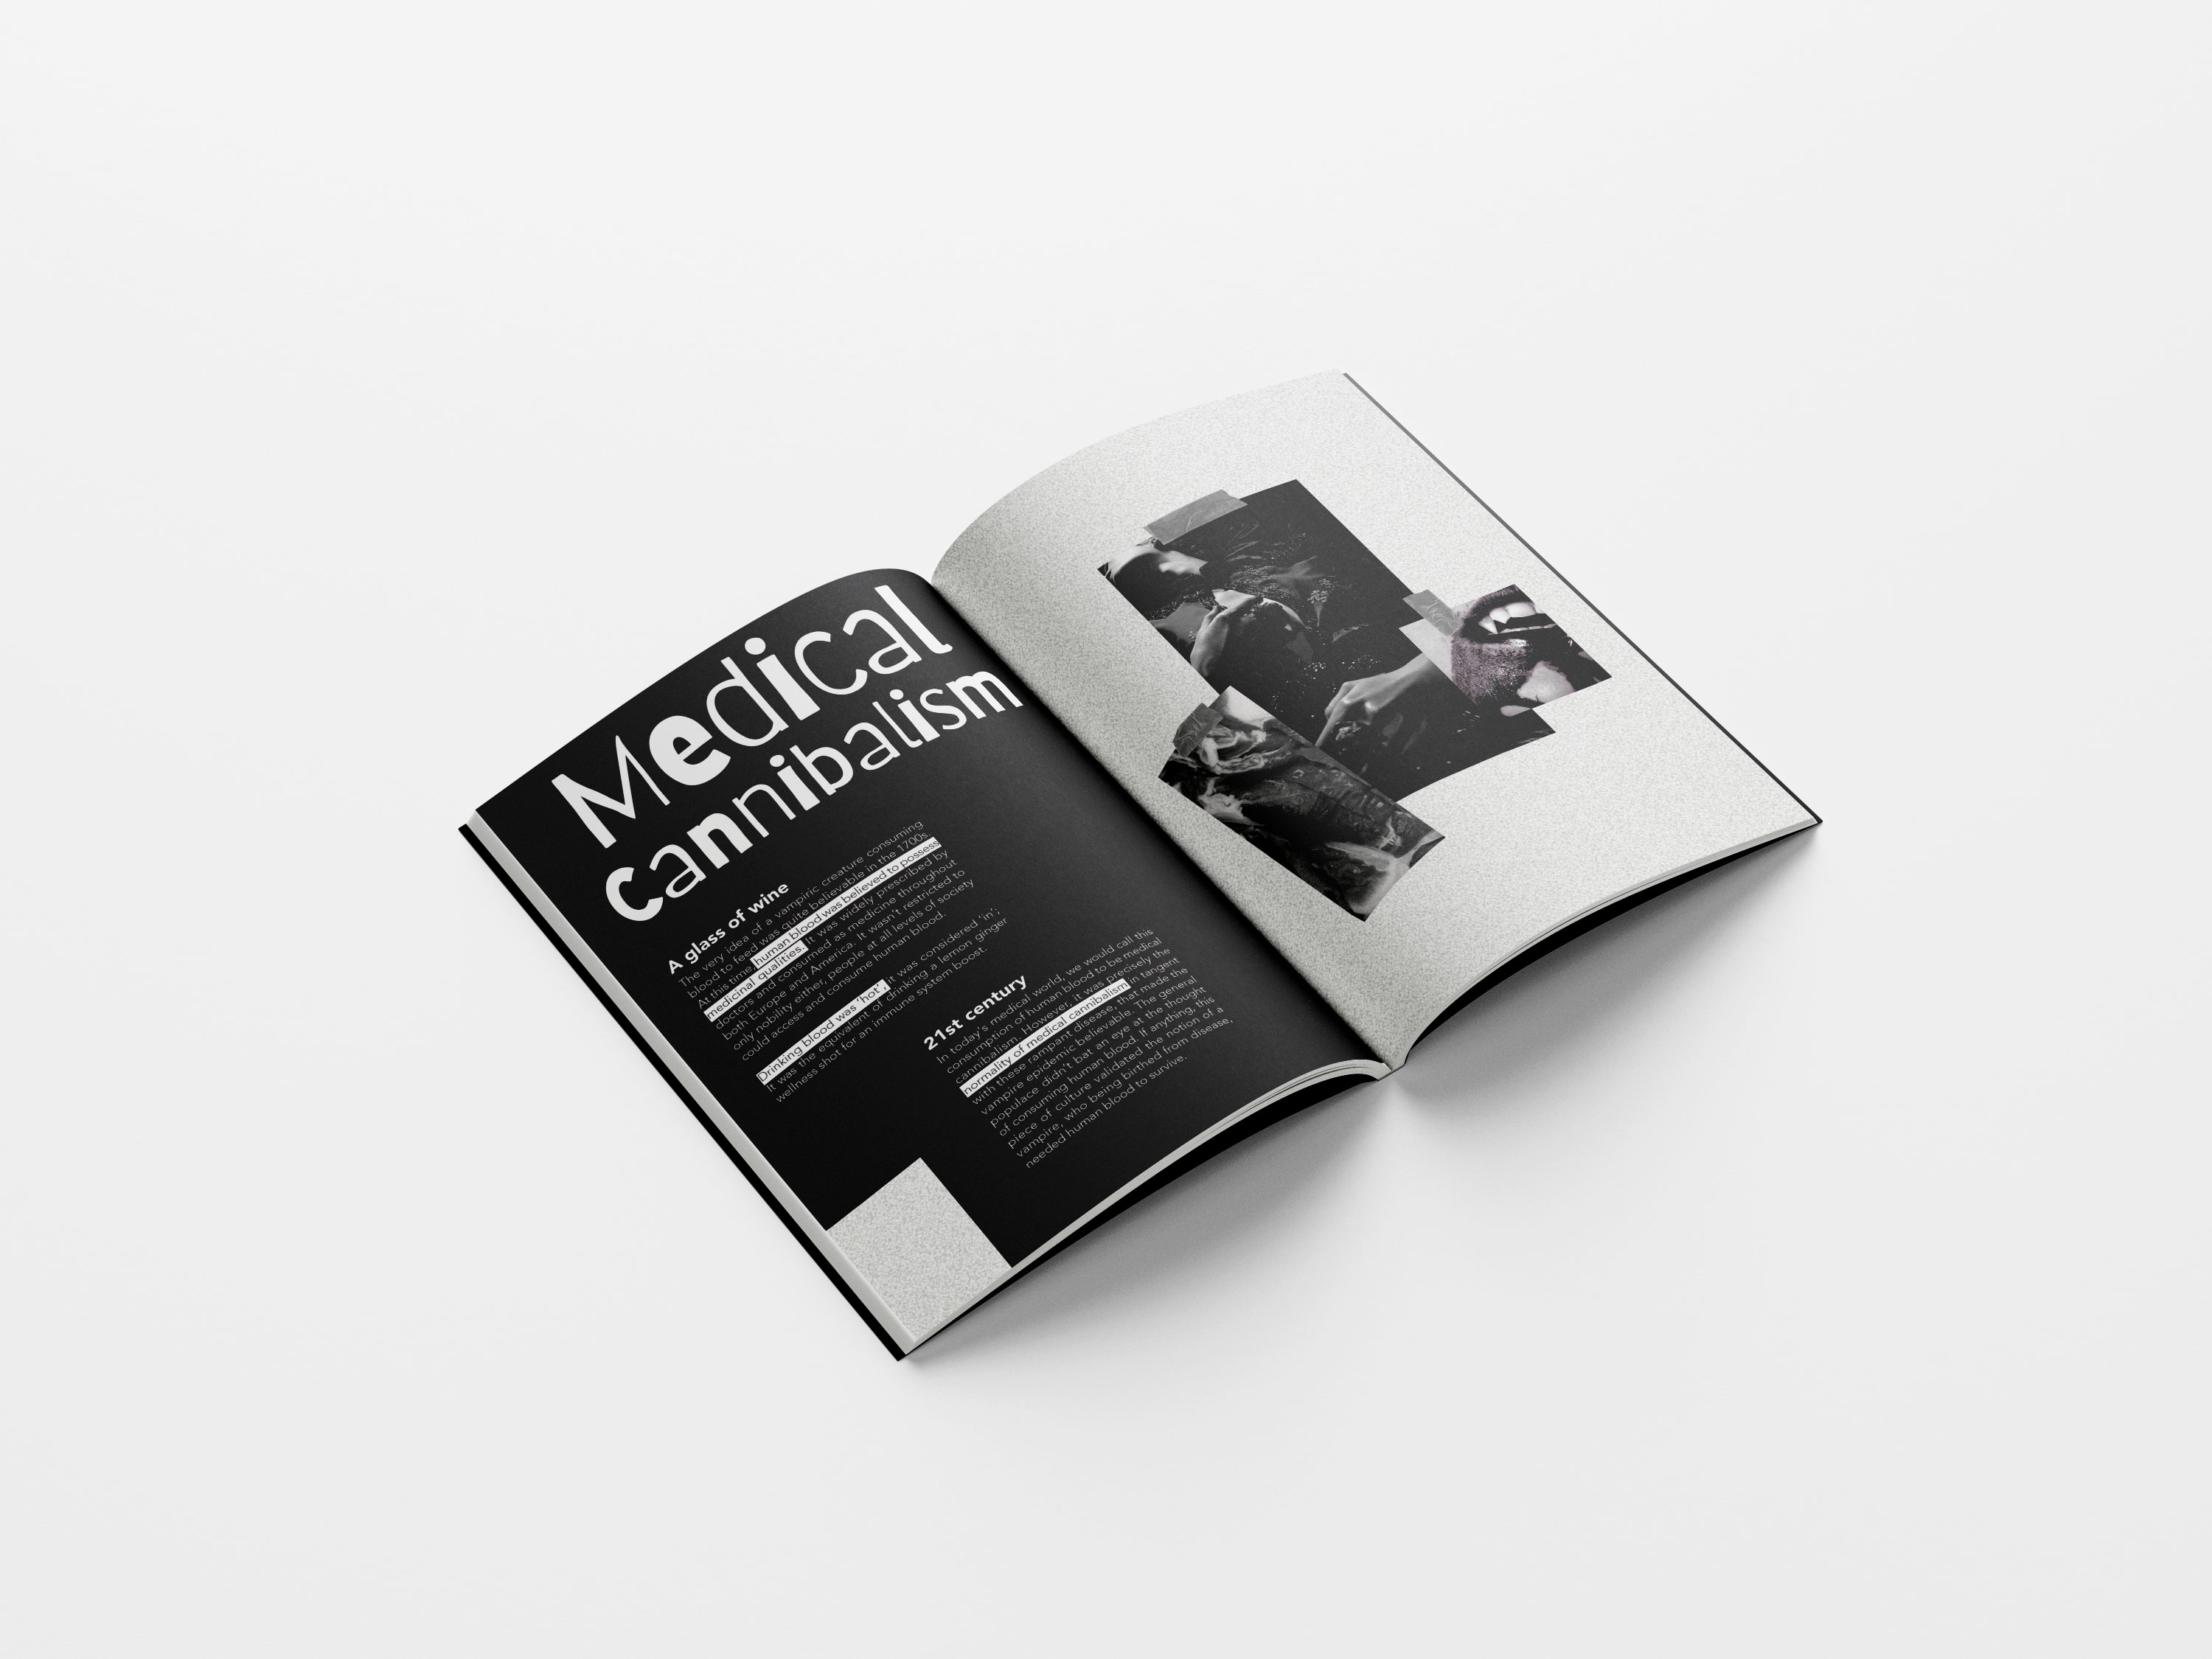 Medical
cannibalism
A glass of wine
The very idea of a vampiric creature consuming
blood to feed was quite believable in the 1700s.
At this time, human blood was believed to possess
medicinal qualities. It was widely prescribed by
doctors and consumed as medicine throughout
both Europe and America. It wasn't restricted to
only nobility either, people at all levels of society
could access and consume human blood.
Drinking blood was 'hot', it was considered 'in';
It was the equivalent of drinking a lemon ginger
wellness shot for an immune system boost.
21st century
In today's medical world, we would call this
consumption of human blood to be medical
cannibalism. However, it was precisely the
normality of medical cannibalism in tangent
with these rampant disease, that made the
vampire epidemic believable. The general
populace didn't bat an eye at the thought
of consuming human blood. If anything, this
piece of culture validated the notion of a
vampire, who being birthed from disease,
needed human blood to survive.